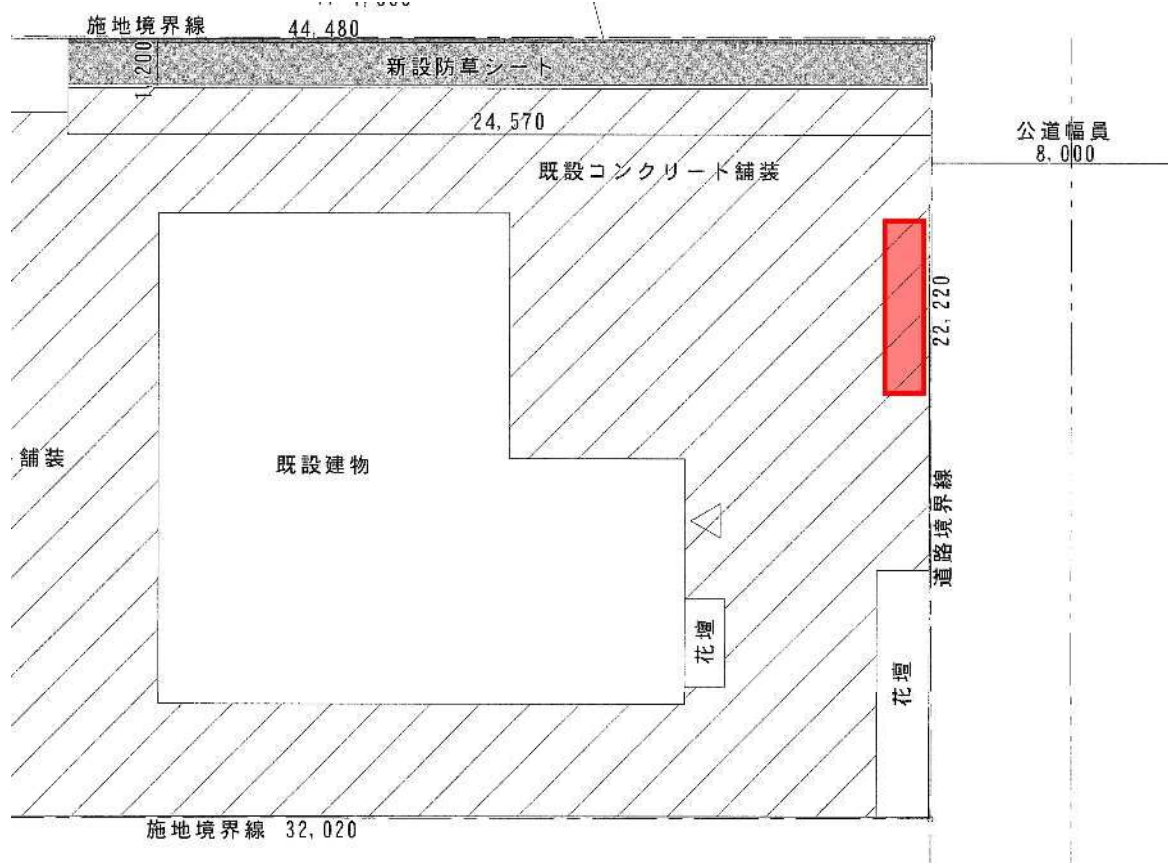 施地境界線
44,480
1,200
新設防草シート
24,570
公道幅員
8,000
既設コンクリート舗装
22,220
舗装
既設建物
道路境界線
花壇
花壇
施地境界線 32,020